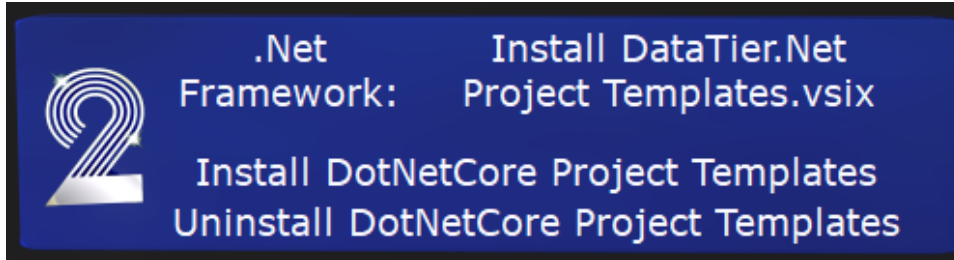 2
.Net Install DataTier.Net
Framework: Project Templates.vsix
Install DotNetCore Project Templates
Uninstall DotNetCore Project Templates